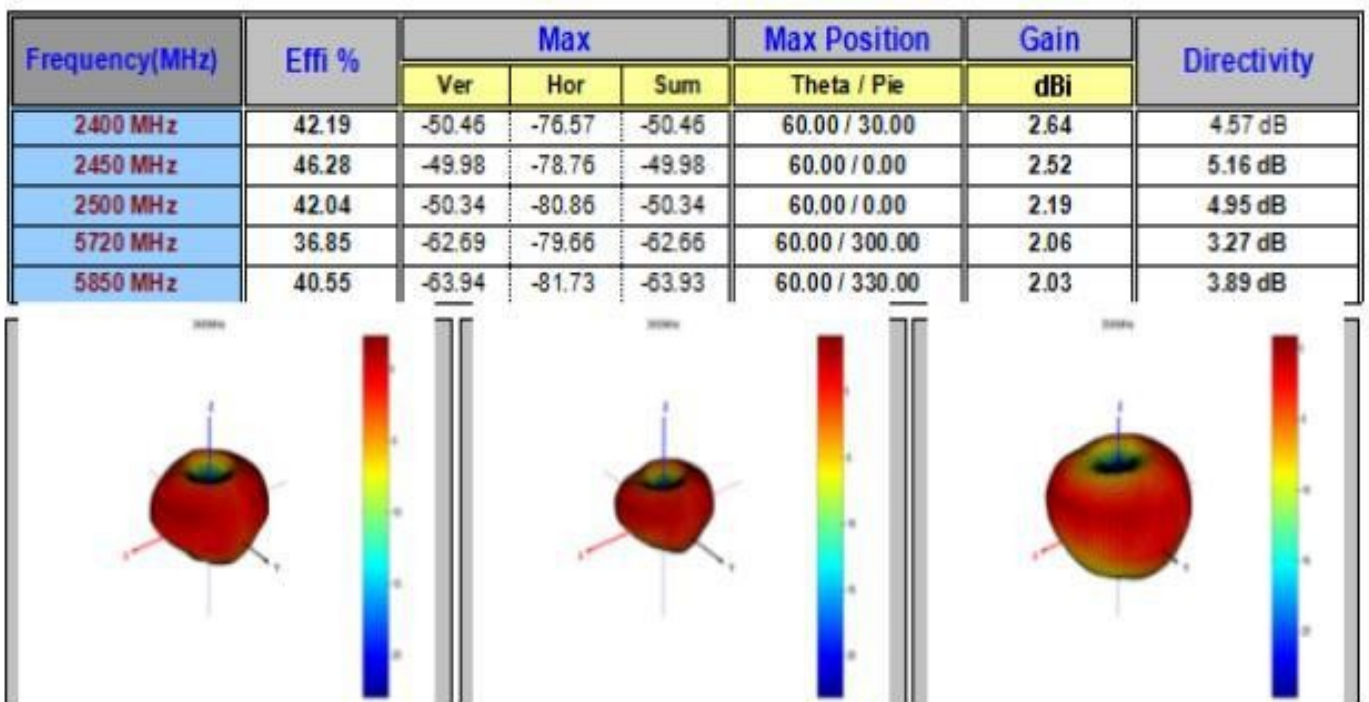 Frequency(MHz) Effi % Max Max Position Gain Directivity
Ver Hor Sum Theta / Pie dBi
2400 MHz 42.19 -50.46 -76.57 -50.46 60.00 / 30.00 2.64 4.57 dB
2450 MHz 46.28 -49.98 -78.76 -49.98 60.00 / 0.00 2.52 5.16 dB
2500 MHz 42.04 -50.34 -80.86 -50.34 60.00 / 0.00 2.19 4.95 dB
5720 MHz 36.85 -62.69 -79.66 -62.66 60.00 / 300.00 2.06 3.27 dB
5850 MHz 40.55 -63.94 -81.73 -63.93 60.00 / 330.00 2.03 3.89 dB